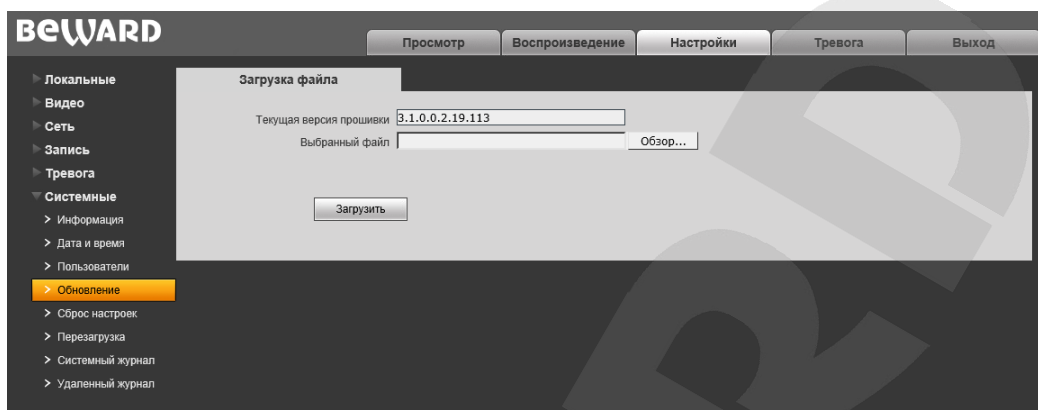 BEWARD
Просмотр Воспроизведение Настройки Тревога Выход
Локальные
Видео
Сеть
Запись
Тревога
Системные
Информация
Дата и время
Пользователи
Обновление
Сброс настроек
Перезагрузка
Системный журнал
Удаленный журнал
Загрузка файла
Текущая версия прошивки 3.1.0.0.2.19.113
Выбранный файл Обзор...
Загрузить